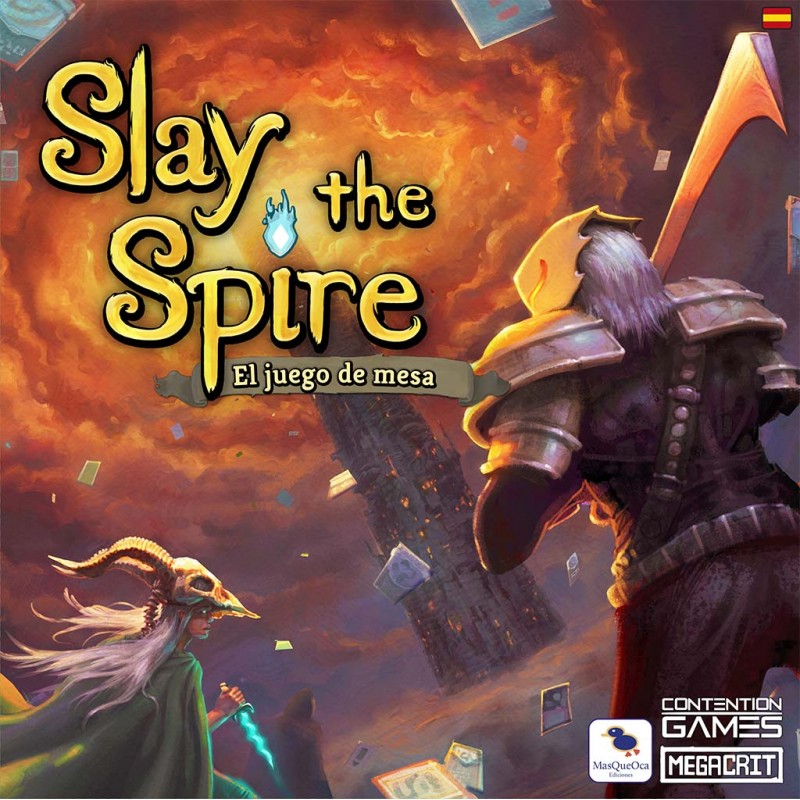 Slay
the
Spire
El juego de mesa
CONTENTION
GAMES
MasQueOca
Ediciones
MEGACRIT